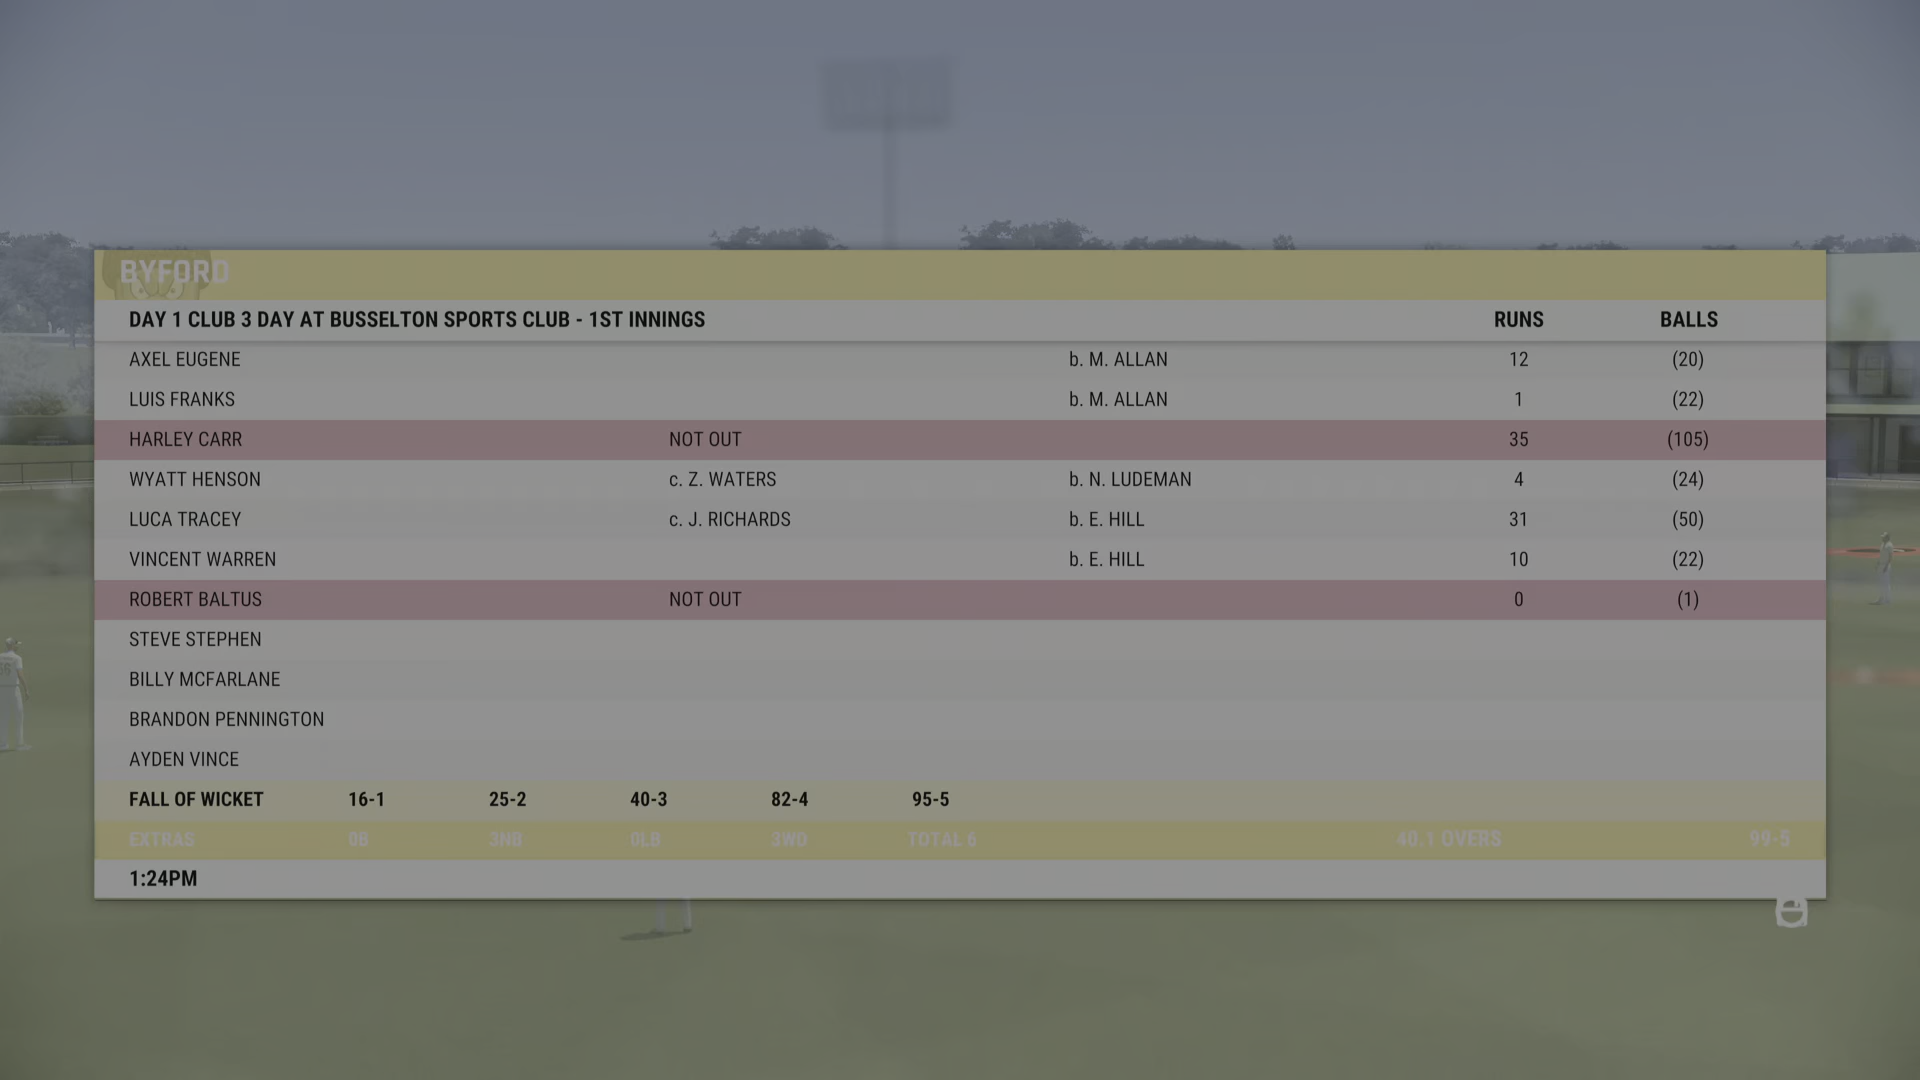 BYFORD
DAY 1 CLUB 3 DAY AT BUSSELTON SPORTS CLUB - 1ST INNINGS RUNS BALLS
AXEL EUGENE b. M. ALLAN 12 (20)
LUIS FRANKS b. M. ALLAN 1 (22)
HARLEY CARR NOT OUT 35 (105)
WYATT HENSON c. Z. WATERS b. N. LUDEMAN 4 (24)
LUCA TRACEY c. J. RICHARDS b. E. HILL 31 (50)
VINCENT WARREN b. E. HILL 10 (22)
ROBERT BALTUS NOT OUT 0 (1)
STEVE STEPHEN
BILLY MCFARLANE
BRANDON PENNINGTON
AYDEN VINCE
FALL OF WICKET 16-1 25-2 40-3 82-4 95-5
EXTRAS 0B 3NB 0LB 3WD TOTAL 6 40.1 OVERS 99-5
1:24PM